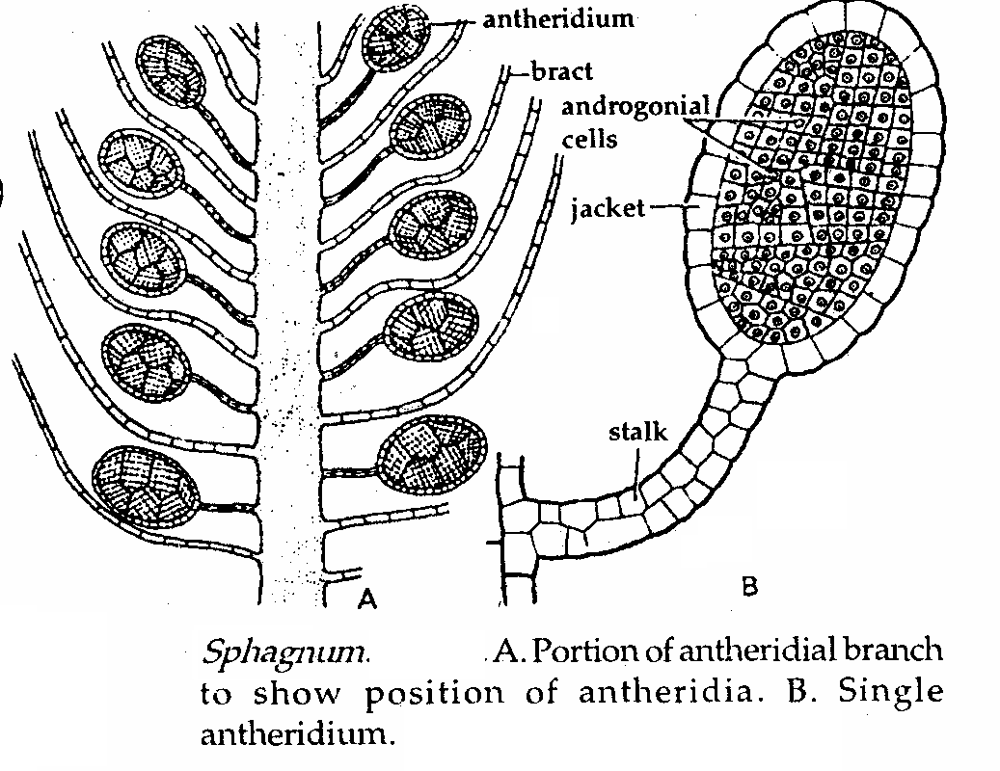 antheridium
bract
androgonial
cells
jacket
stalk
A
B
Sphagnum. A. Portion of antheridial branch
to show position of antheridia. B. Single
antheridium.